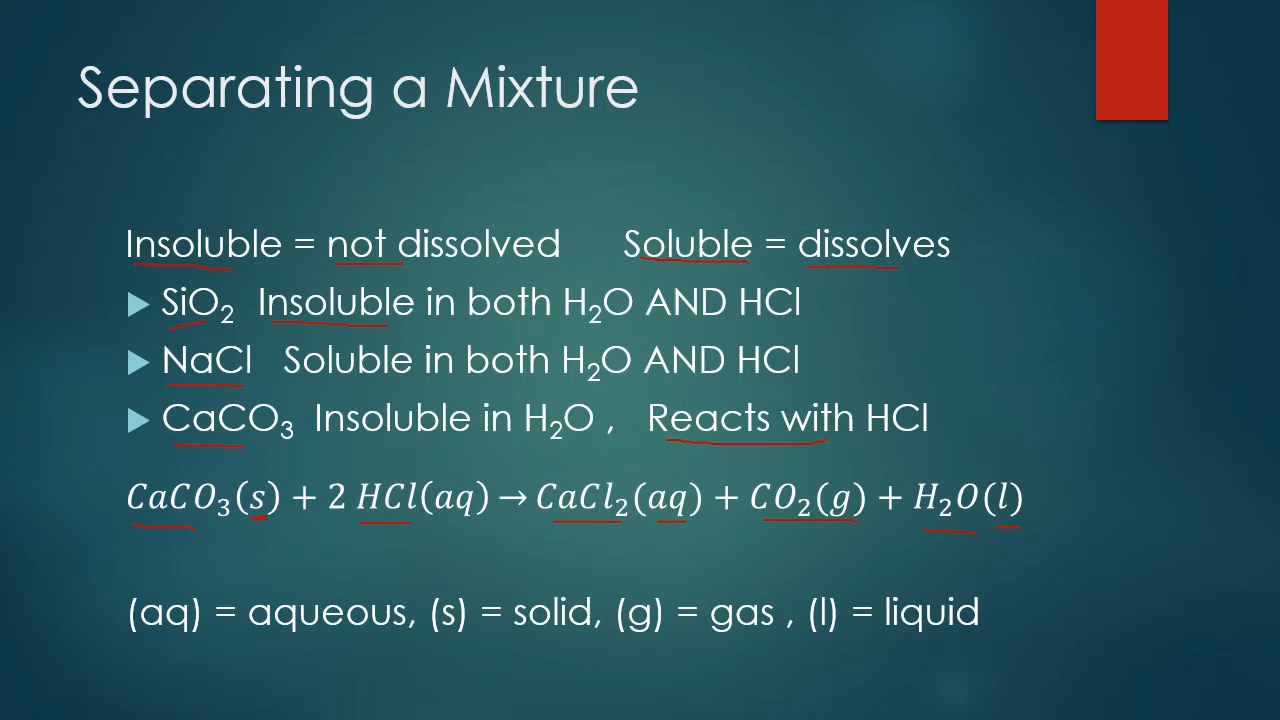 Separating a Mixture
Insoluble = not dissolved Soluble = dissolves
SiO₂ Insoluble in both H₂O AND HCl
NaCl Soluble in both H₂O AND HCl
CaCO₃ Insoluble in H₂O , Reacts with HCl
CaCO₃(s) + 2 HCl(aq) → CaCl₂(aq) + CO₂(g) + H₂O(l)
(aq) = aqueous, (s) = solid, (g) = gas , (l) = liquid